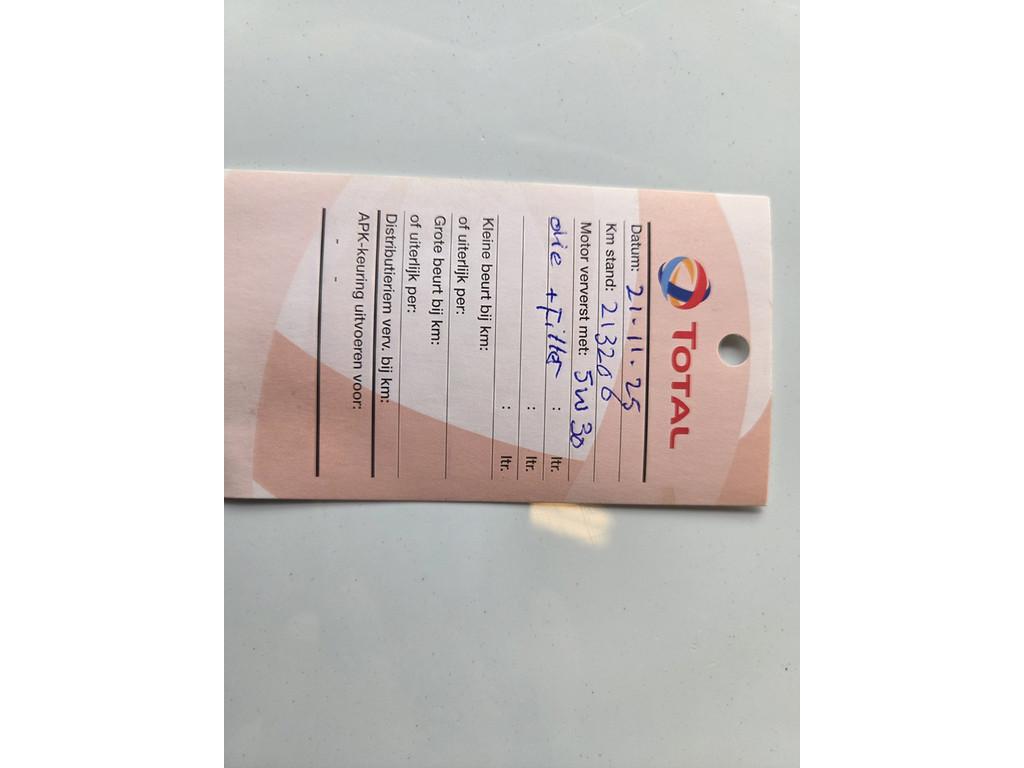 TOTAL
Datum: 21-11-25
Km stand: 213206
Motor ververst met: 5W30
olie + Filter : ltr.
: ltr.
: ltr.
Kleine beurt bij km:
of uiterlijk per:
Grote beurt bij km:
of uiterlijk per:
Distributieriem verv. bij km:
APK-keuring uitvoeren voor:
- -